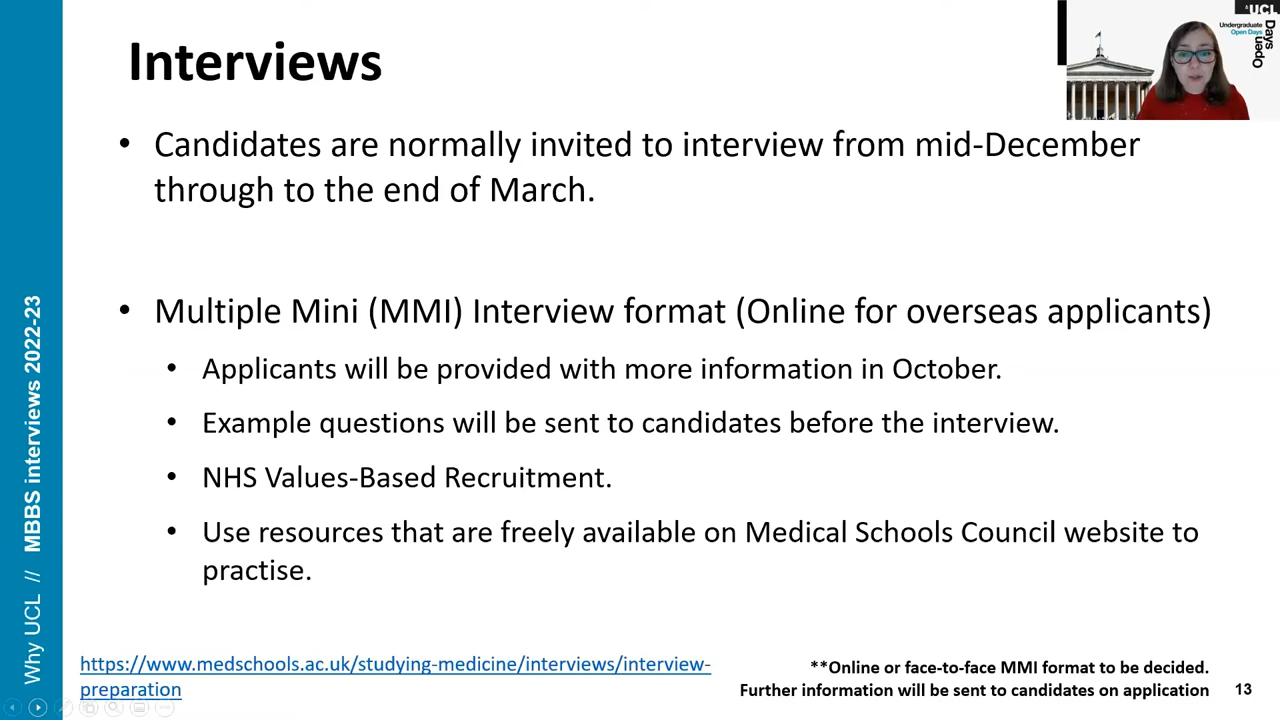 Interviews
• Candidates are normally invited to interview from mid-December
through to the end of March.
• Multiple Mini (MMI) Interview format (Online for overseas applicants)
• Applicants will be provided with more information in October.
• Example questions will be sent to candidates before the interview.
• NHS Values-Based Recruitment.
• Use resources that are freely available on Medical Schools Council website to
practise.
https://www.medschools.ac.uk/studying-medicine/interviews/interview-
preparation
**Online or face-to-face MMI format to be decided.
Further information will be sent to candidates on application
13
Why UCL // MBBS interviews 2022-23
UCL
Undergraduate
Open Days
Open
Days